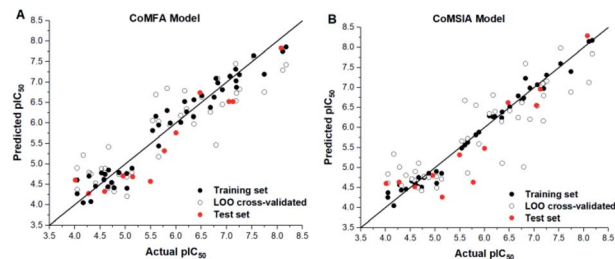 A
CoMFA Model
8.5
8.0
7.5
7.0
6.5
6.0
5.5
5.0
4.5
4.0
3.5
Predicted pIC50
Training set
LOO cross-validated
Test set
3.5 4.0 4.5 5.0 5.5 6.0 6.5 7.0 7.5 8.0 8.5
Actual pIC50
B
CoMSIA Model
8.5
8.0
7.5
7.0
6.5
6.0
5.5
5.0
4.5
4.0
3.5
Predicted pIC50
Training set
LOO cross-validated
Test set
3.5 4.0 4.5 5.0 5.5 6.0 6.5 7.0 7.5 8.0 8.5
Actual pIC50